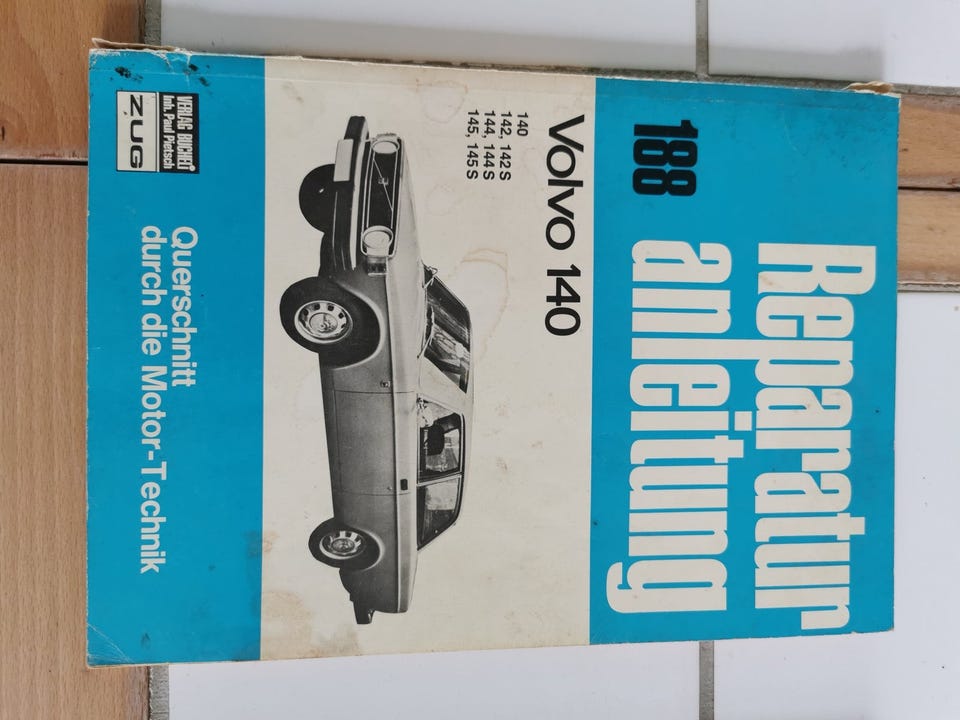 Reparatur
188 anleitung
Volvo 140
140
142, 142 S
144, 144 S
145, 145 S
Querschnitt
durch die Motor-Technik
VERLAG BUCHELI
Inh. Paul Pietsch
ZUG